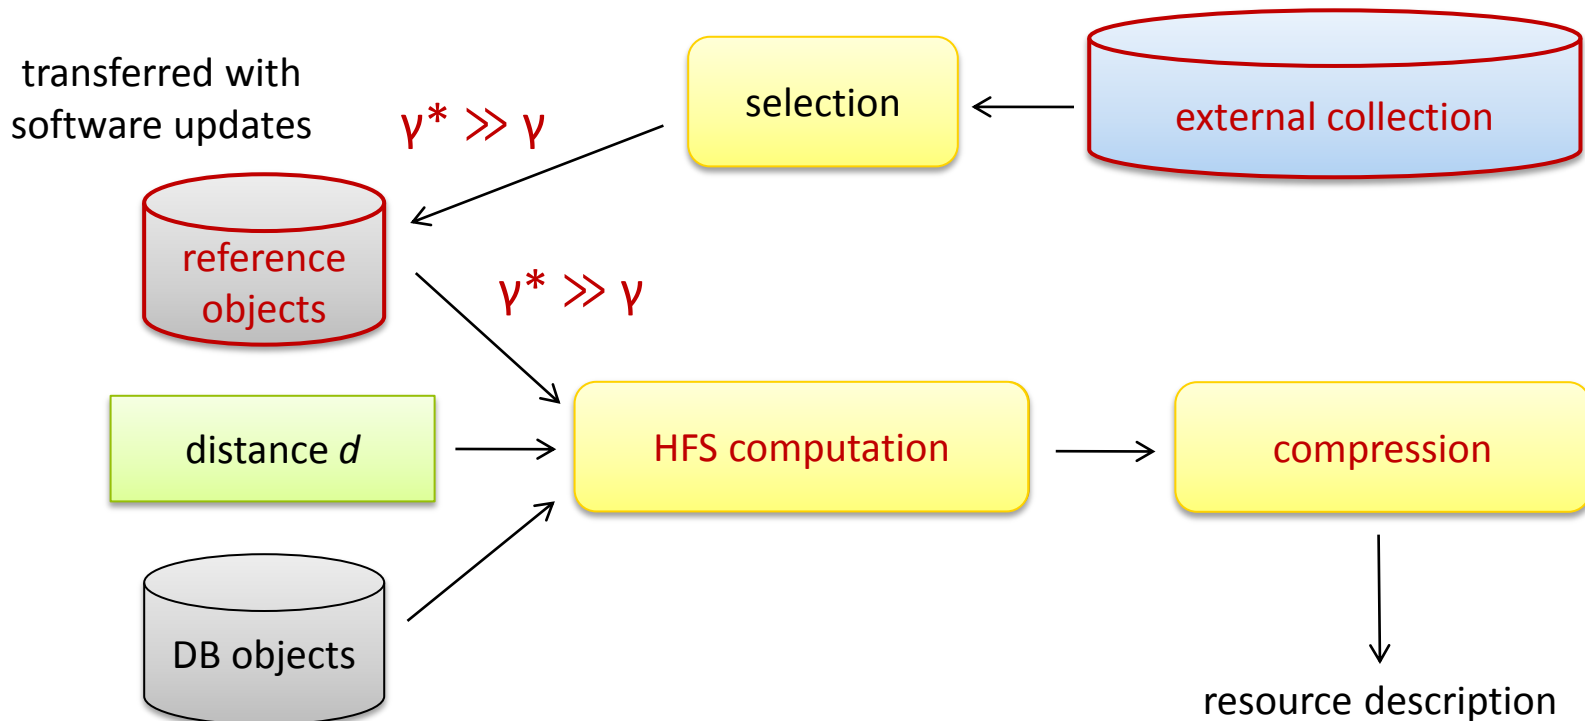 transferred with
software updates
γ* ≫ γ
selection
external collection
reference
objects
γ* ≫ γ
distance d
HFS computation
compression
DB objects
resource description